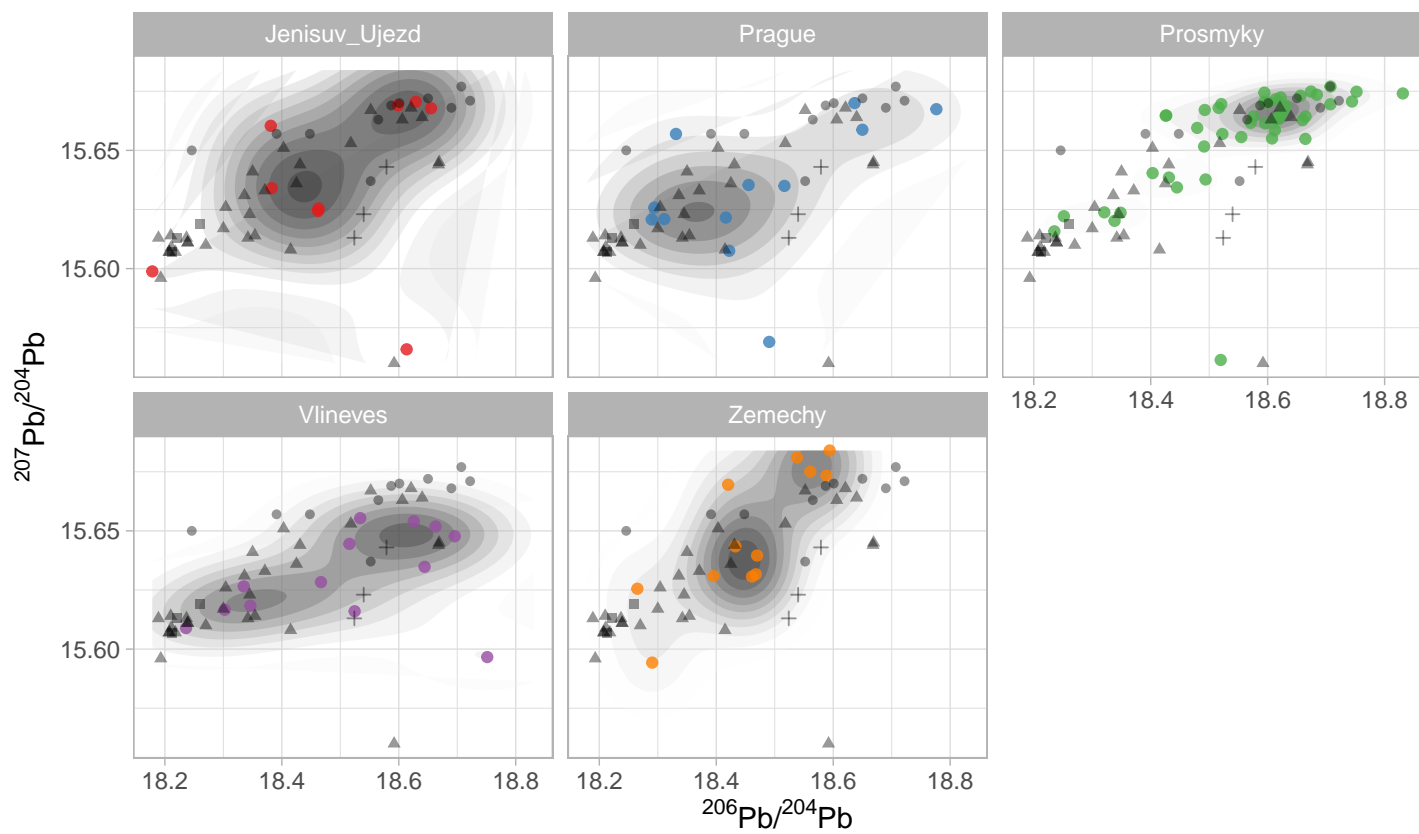 Jenisuv_Ujezd Prague Prosmyky
15.65
15.60
18.2 18.4 18.6 18.8
Vlineves Zemechy
15.65
15.60
18.2 18.4 18.6 18.8 18.2 18.4 18.6 18.8
²⁰⁶Pb/²⁰⁴Pb
²⁰⁷Pb/²⁰⁴Pb